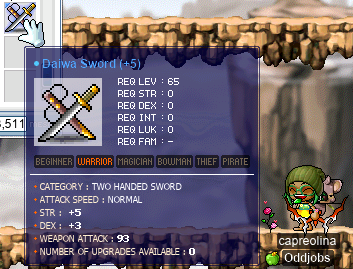 Daiwa Sword (+5)
REQ LEV : 65
REQ STR : 0
REQ DEX : 0
REQ INT : 0
REQ LUK : 0
REQ FAM : -
BEGINNER WARRIOR MAGICIAN BOWMAN THIEF PIRATE
CATEGORY : TWO HANDED SWORD
ATTACK SPEED : NORMAL
STR : +5
DEX : +3
WEAPON ATTACK : 93
NUMBER OF UPGRADES AVAILABLE : 0
,511
capreolina
Oddjobs